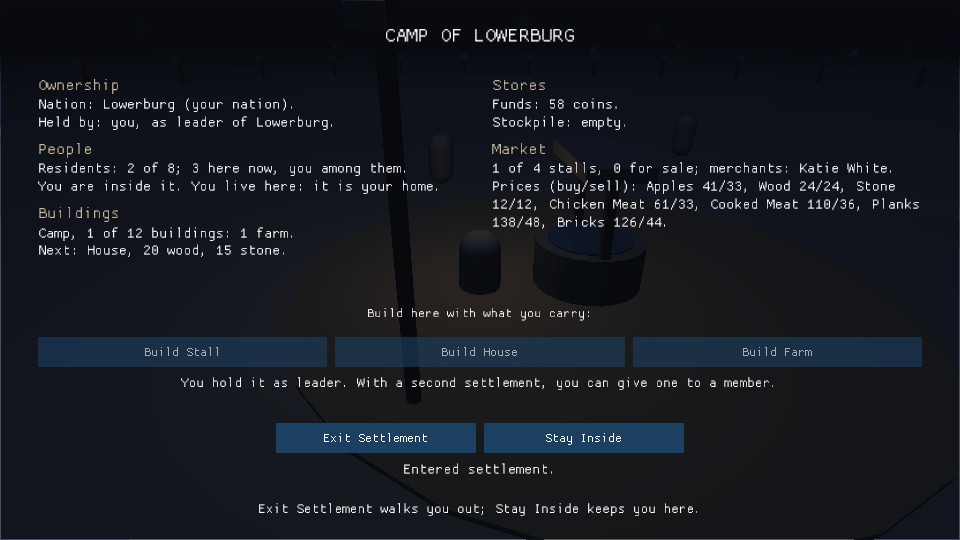 CAMP OF LOWERBURG
Ownership
Nation: Lowerburg (your nation).
Held by: you, as leader of Lowerburg.
People
Residents: 2 of 8; 3 here now, you among them.
You are inside it. You live here: it is your home.
Buildings
Camp, 1 of 12 buildings: 1 farm.
Next: House, 20 wood, 15 stone.
Stores
Funds: 58 coins.
Stockpile: empty.
Market
1 of 4 stalls, 0 for sale; merchants: Katie White.
Prices (buy/sell): Apples 41/33, Wood 24/24, Stone
12/12, Chicken Meat 61/33, Cooked Meat 110/36, Planks
138/48, Bricks 126/44.
Build here with what you carry:
Build Stall
Build House
Build Farm
You hold it as leader. With a second settlement, you can give one to a member.
Exit Settlement
Stay Inside
Entered settlement.
Exit Settlement walks you out; Stay Inside keeps you here.